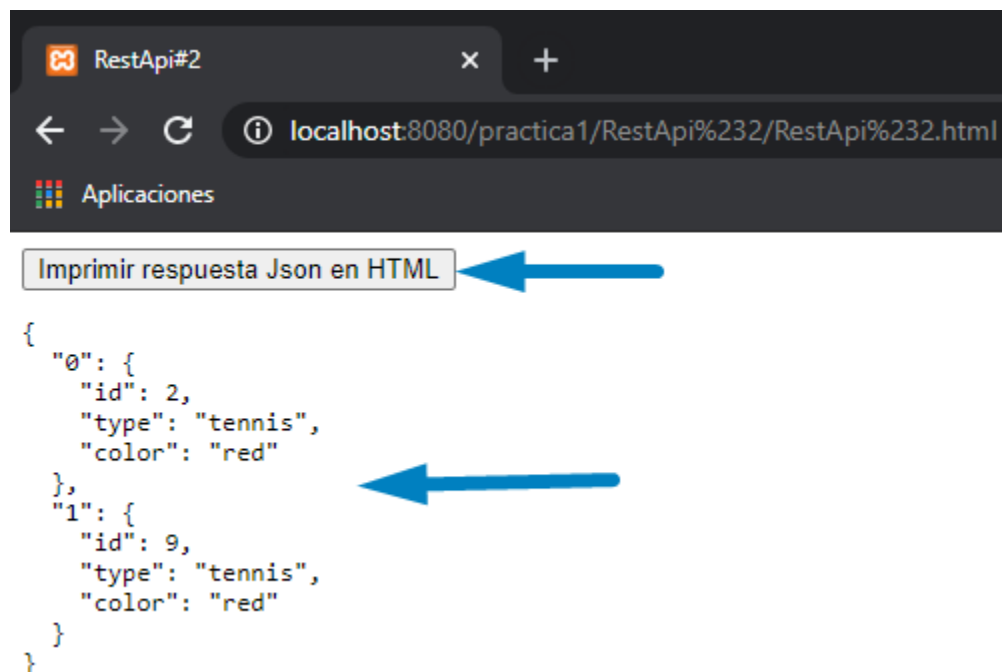 RestApi#2
localhost:8080/practica1/RestApi%232/RestApi%232.html
Aplicaciones
Imprimir respuesta Json en HTML
{
  "0": {
    "id": 2,
    "type": "tennis",
    "color": "red"
  },
  "1": {
    "id": 9,
    "type": "tennis",
    "color": "red"
  }
}